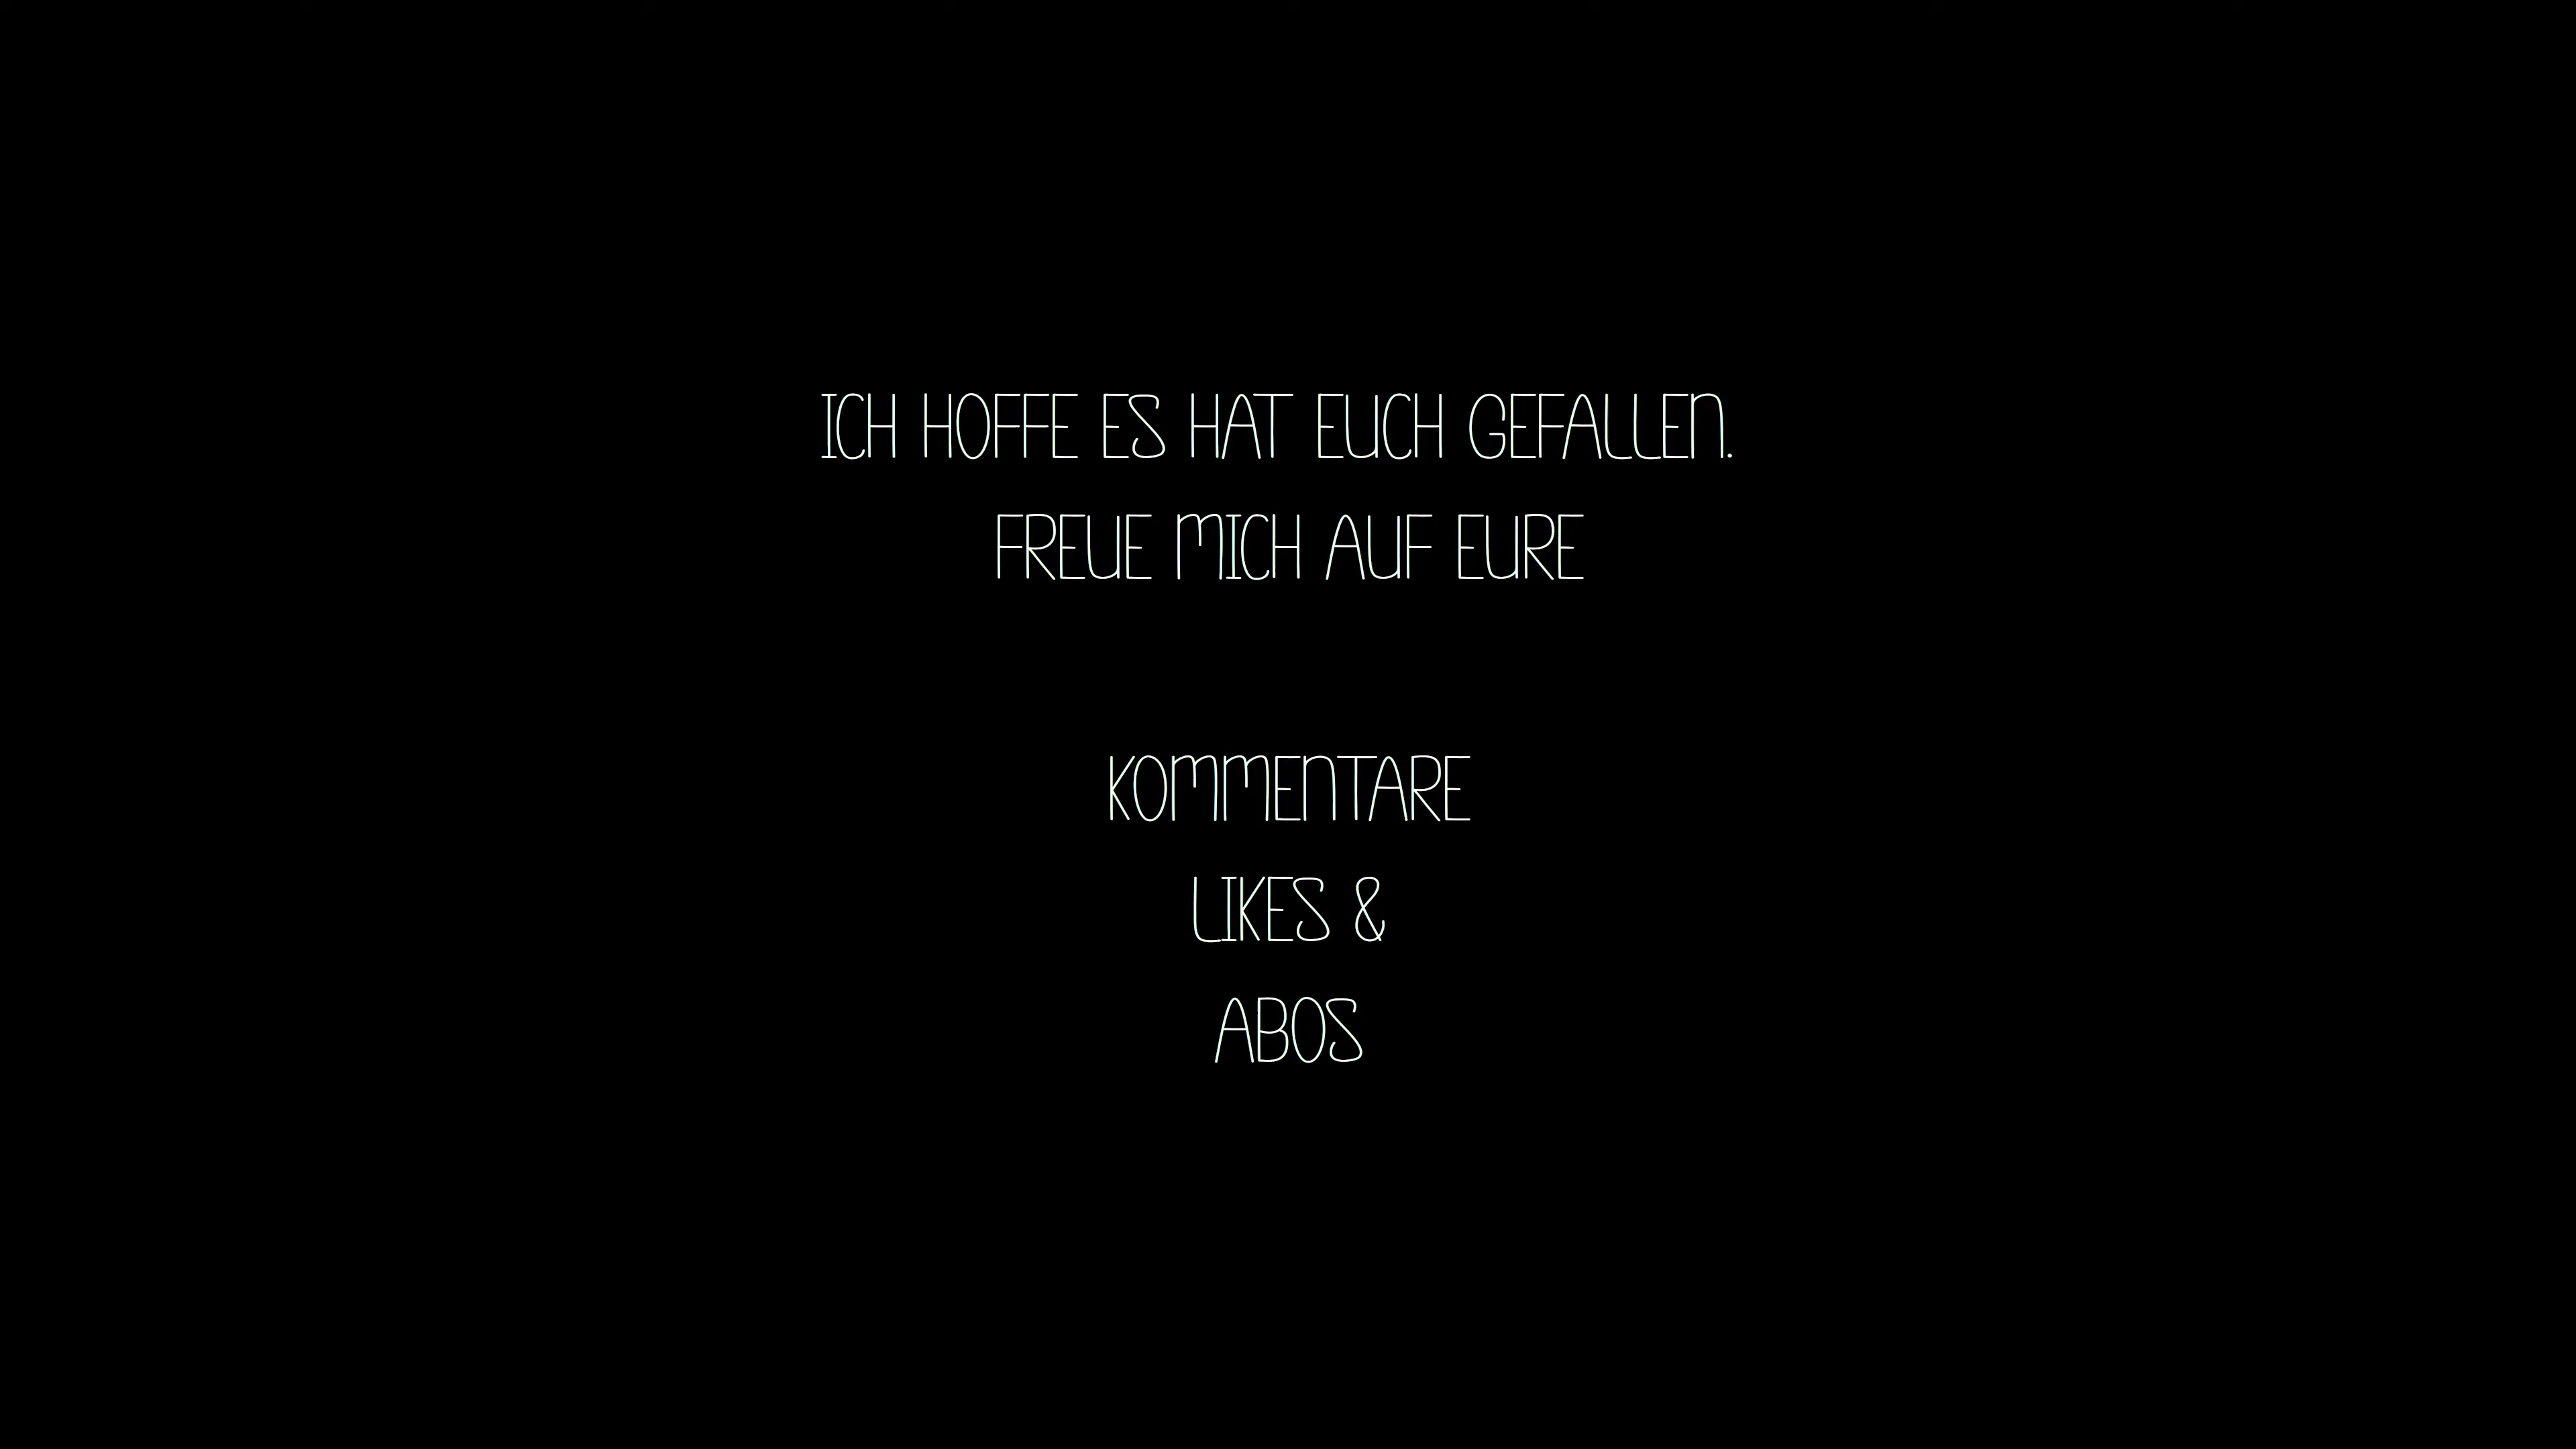 ICH HOFFE ES HAT EUCH GEFALLEN.
FREUE MICH AUF EURE
KOMMENTARE
LIKES &
ABOS